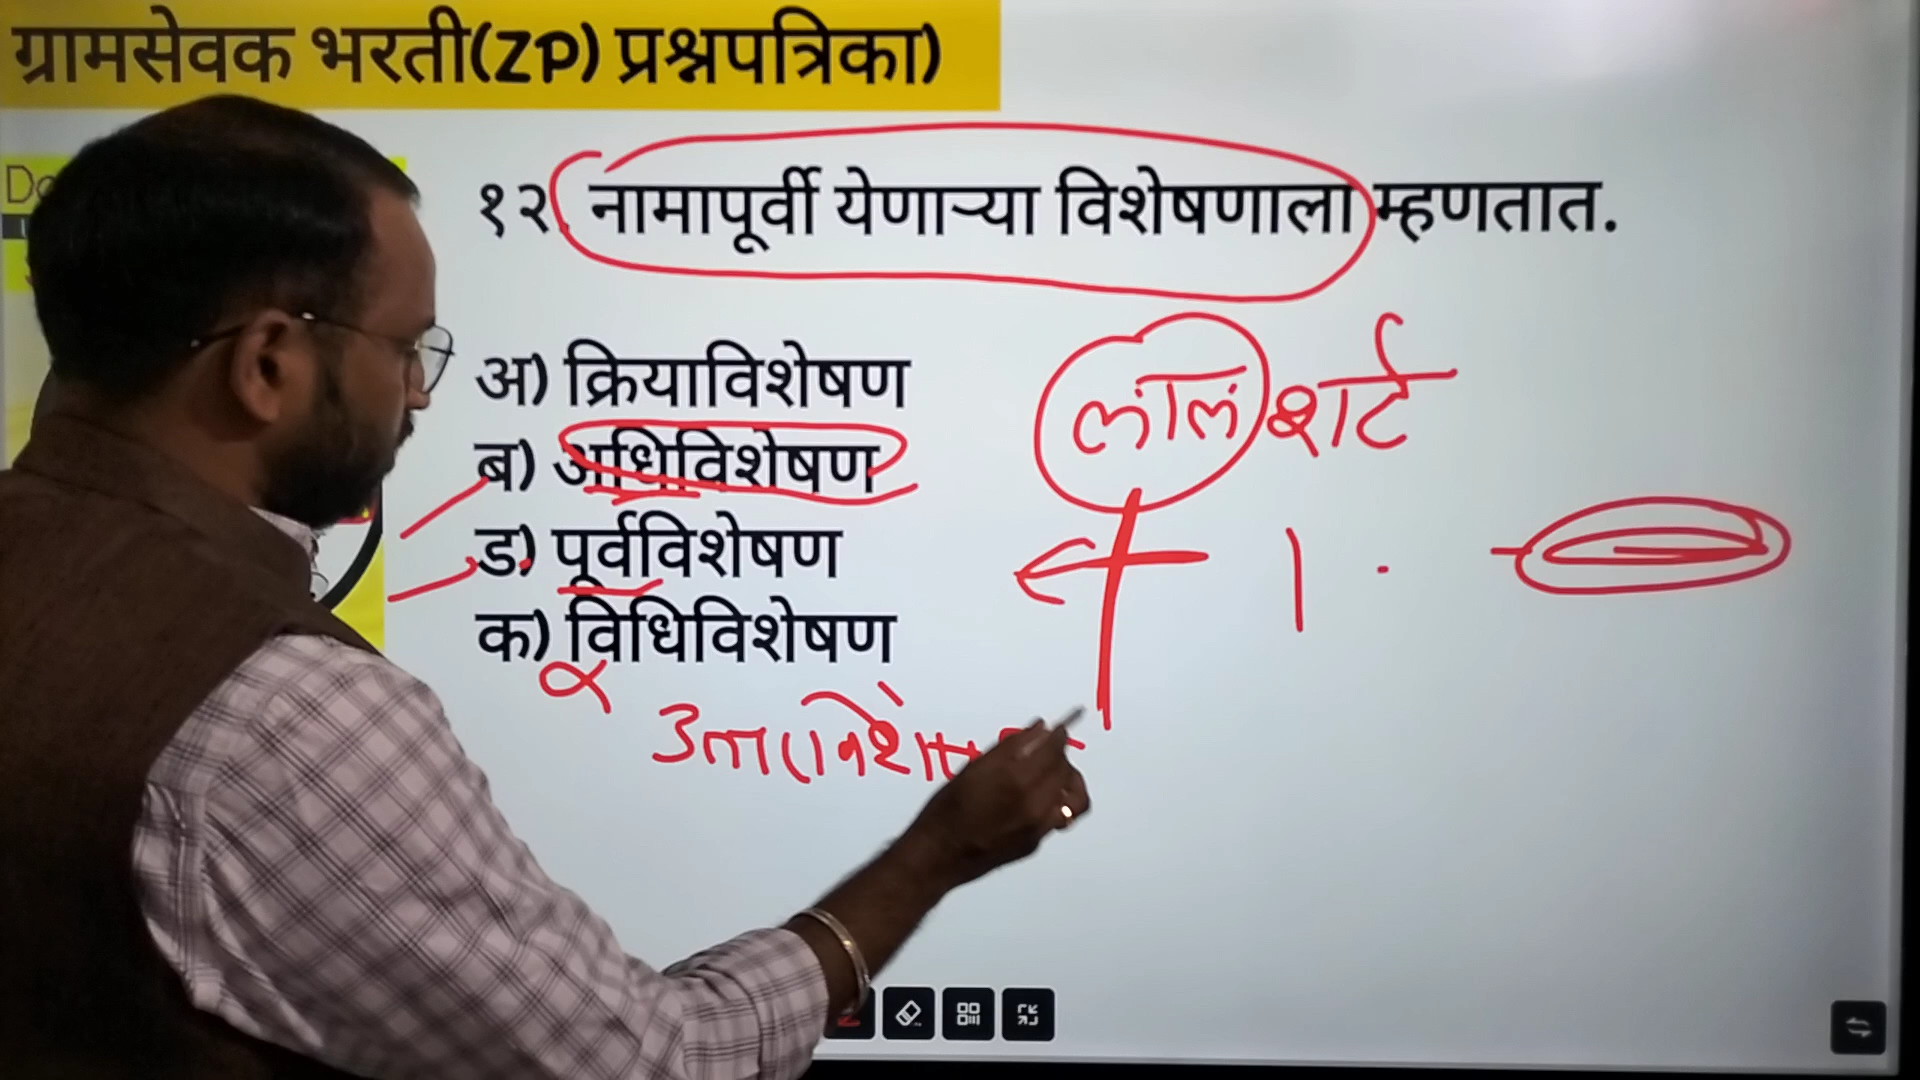 ग्रामसेवक भरती(ZP) प्रश्नपत्रिका)
१२. नामापूर्वी येणाऱ्या विशेषणाला म्हणतात.
अ) क्रियाविशेषण
ब) अधिविशेषण
ड) पूर्वविशेषण
क) विधिविशेषण
लाल शर्ट